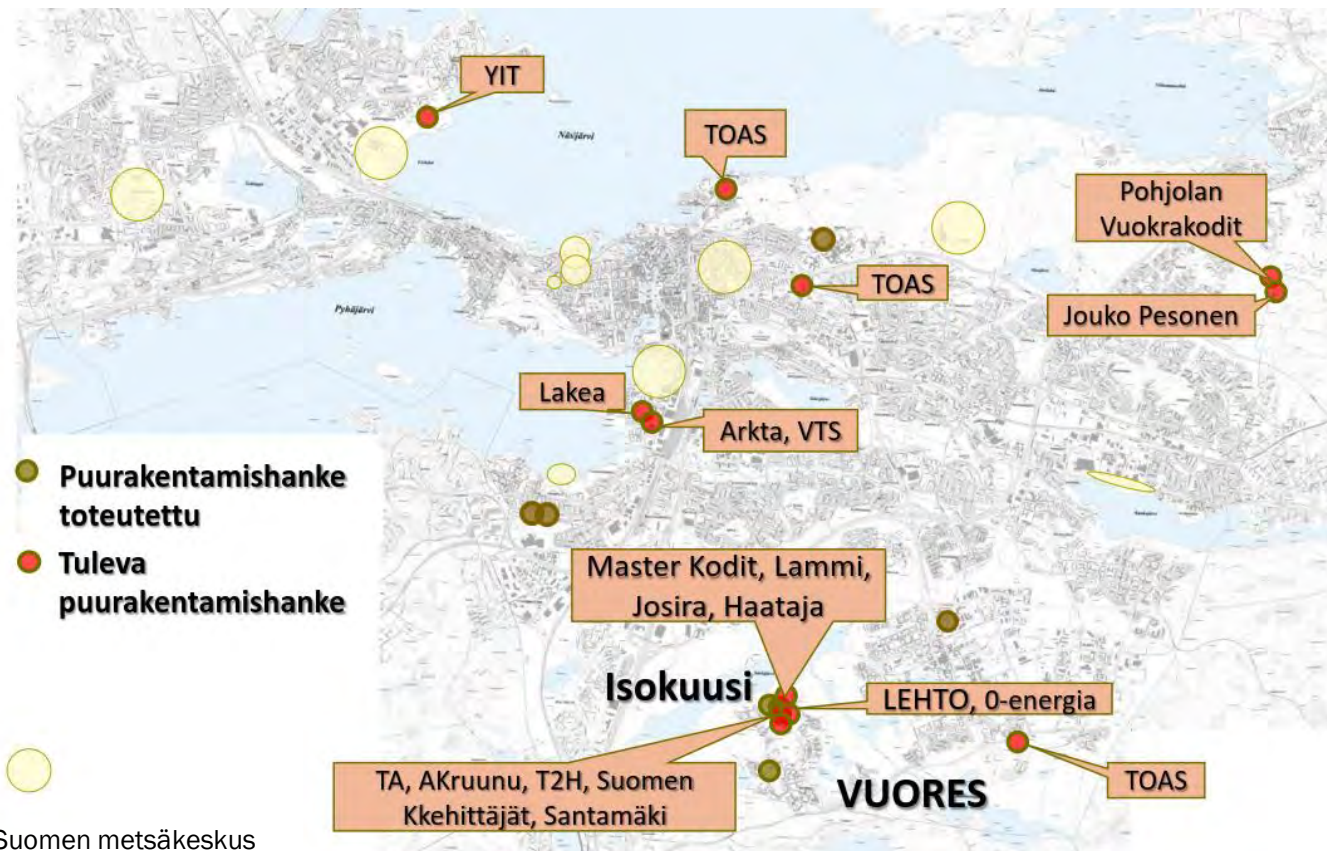 YIT
Näsijärvi
TOAS
Pohjolan
Vuokrakodit
TOAS
Jouko Pesonen
Pyhäjärvi
Lakea
Arkta, VTS
Puurakentamishanke
toteutettu
Tuleva
puurakentamishanke
Master Kodit, Lammi,
Josira, Haataja
Isokuusi
LEHTO, 0-energia
TA, AKruunu, T2H, Suomen
Kkehittäjät, Santamäki
VUORES
TOAS
Suomen metsäkeskus